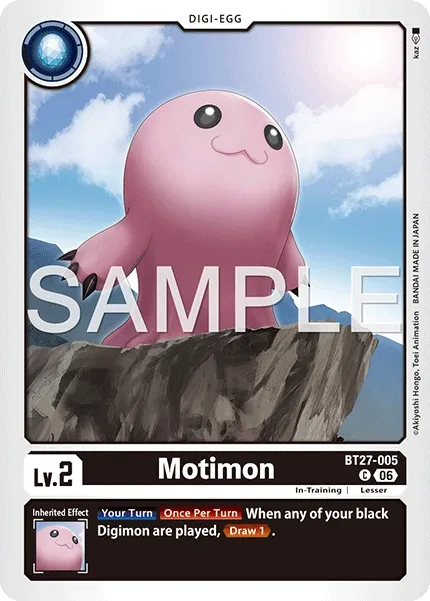 DIGI-EGG
kaz
SAMPLE
©Akiyoshi Hongo, Toei Animation BANDAI MADE IN JAPAN
Lv.2
Motimon
BT27-005
C 06
In-Training | Lesser
Inherited Effect
Your Turn Once Per Turn When any of your black
Digimon are played, Draw 1 .